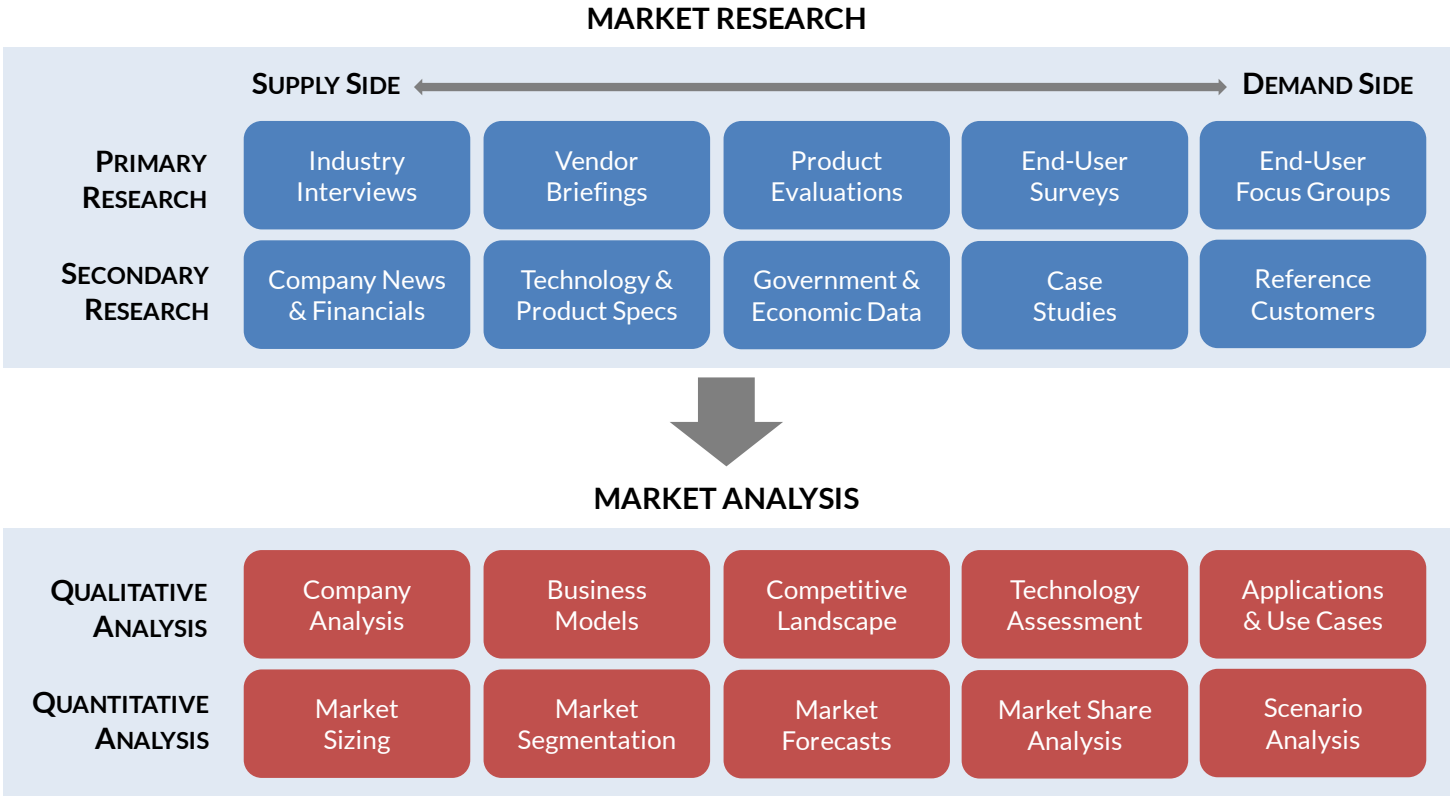 MARKET RESEARCH
SUPPLY SIDE
DEMAND SIDE
PRIMARY
RESEARCH
Industry
Interviews
Vendor
Briefings
Product
Evaluations
End-User
Surveys
End-User
Focus Groups
SECONDARY
RESEARCH
Company News
& Financials
Technology &
Product Specs
Government &
Economic Data
Case
Studies
Reference
Customers
MARKET ANALYSIS
QUALITATIVE
ANALYSIS
Company
Analysis
Business
Models
Competitive
Landscape
Technology
Assessment
Applications
& Use Cases
QUANTITATIVE
ANALYSIS
Market
Sizing
Market
Segmentation
Market
Forecasts
Market Share
Analysis
Scenario
Analysis